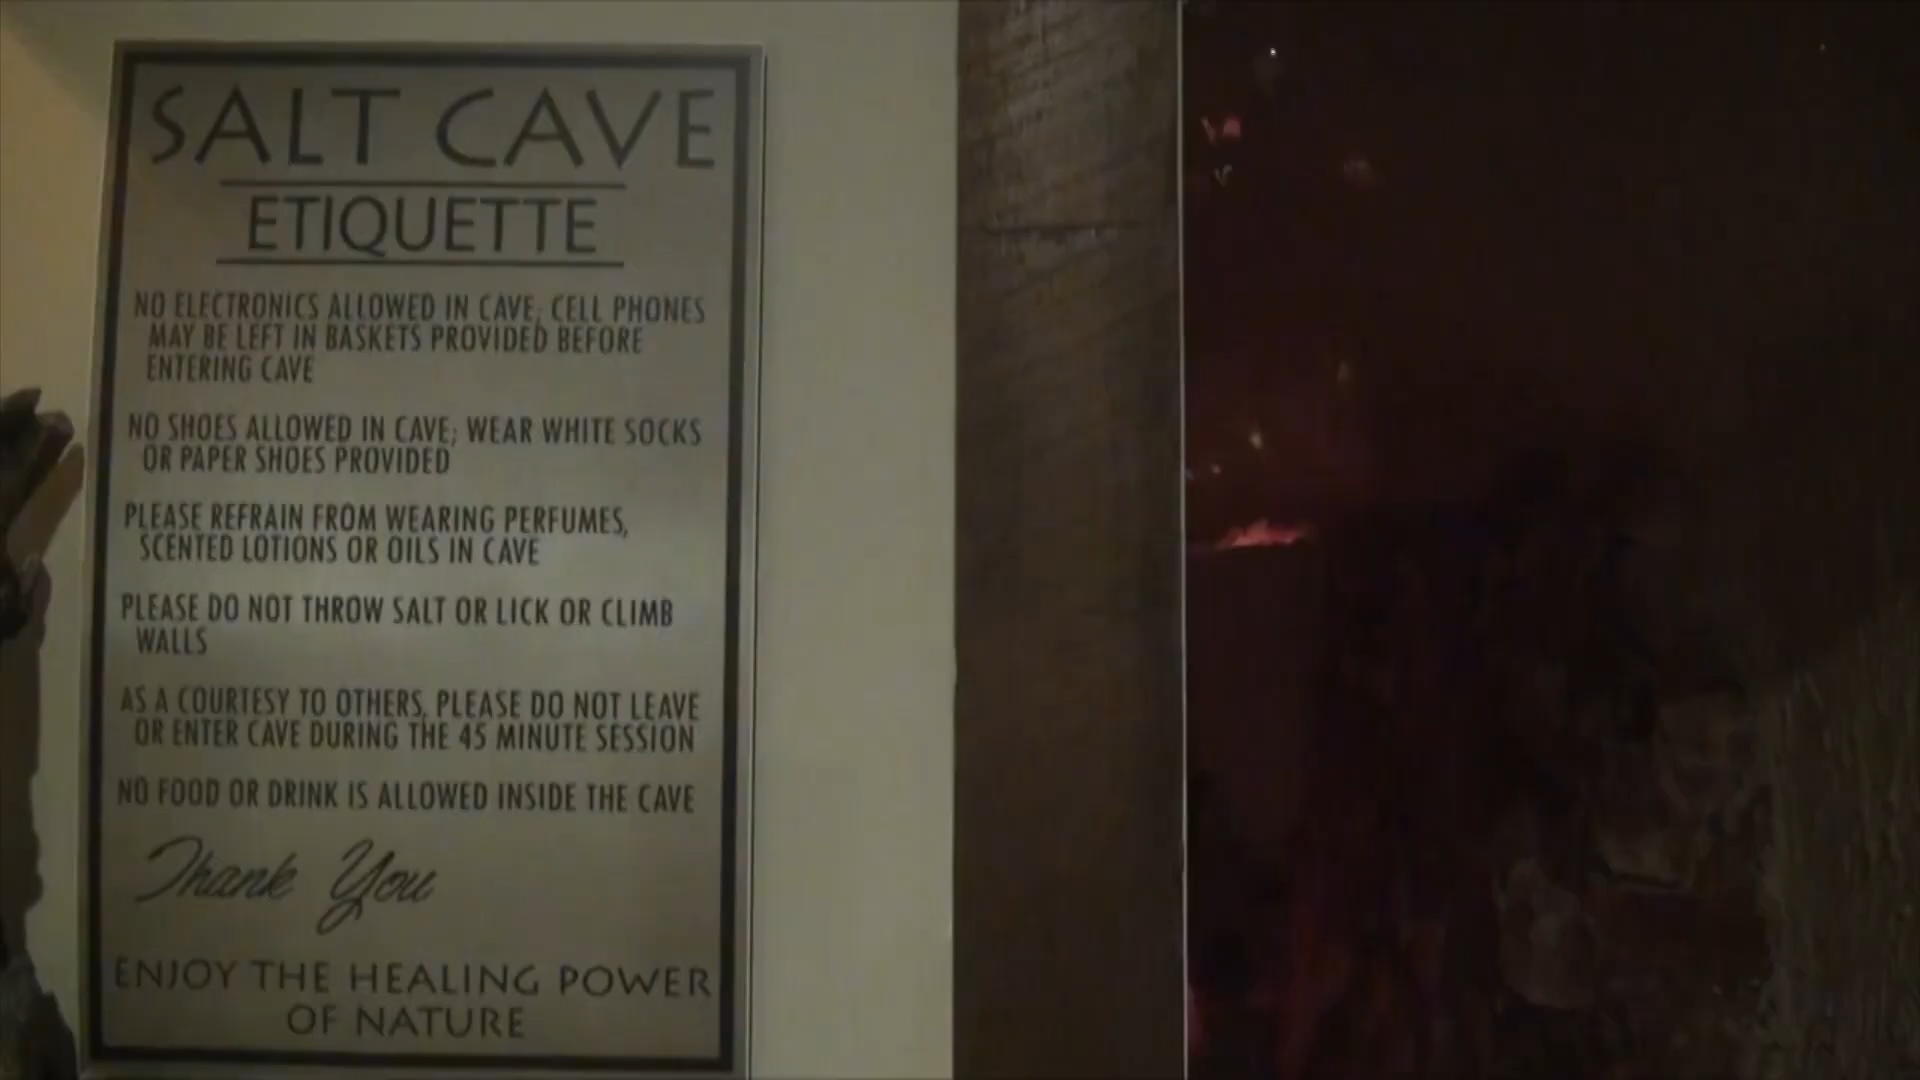 SALT CAVE
ETIQUETTE
NO ELECTRONICS ALLOWED IN CAVE; CELL PHONES
MAY BE LEFT IN BASKETS PROVIDED BEFORE
ENTERING CAVE
NO SHOES ALLOWED IN CAVE; WEAR WHITE SOCKS
OR PAPER SHOES PROVIDED
PLEASE REFRAIN FROM WEARING PERFUMES,
SCENTED LOTIONS OR OILS IN CAVE
PLEASE DO NOT THROW SALT OR LICK OR CLIMB
WALLS
AS A COURTESY TO OTHERS, PLEASE DO NOT LEAVE
OR ENTER CAVE DURING THE 45 MINUTE SESSION
NO FOOD OR DRINK IS ALLOWED INSIDE THE CAVE
Thank You
ENJOY THE HEALING POWER
OF NATURE